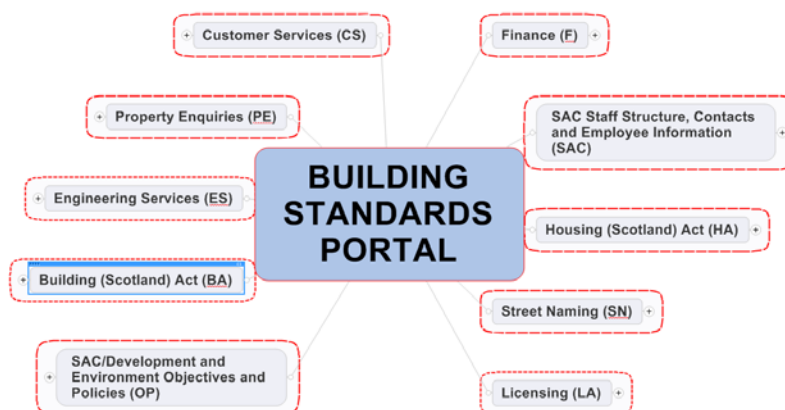 Customer Services (CS)
Finance (F)
Property Enquiries (PE)
SAC Staff Structure, Contacts
and Employee Information
(SAC)
BUILDING
STANDARDS
PORTAL
Engineering Services (ES)
Housing (Scotland) Act (HA)
Building (Scotland) Act (BA)
Street Naming (SN)
SAC/Development and
Environment Objectives and
Policies (OP)
Licensing (LA)